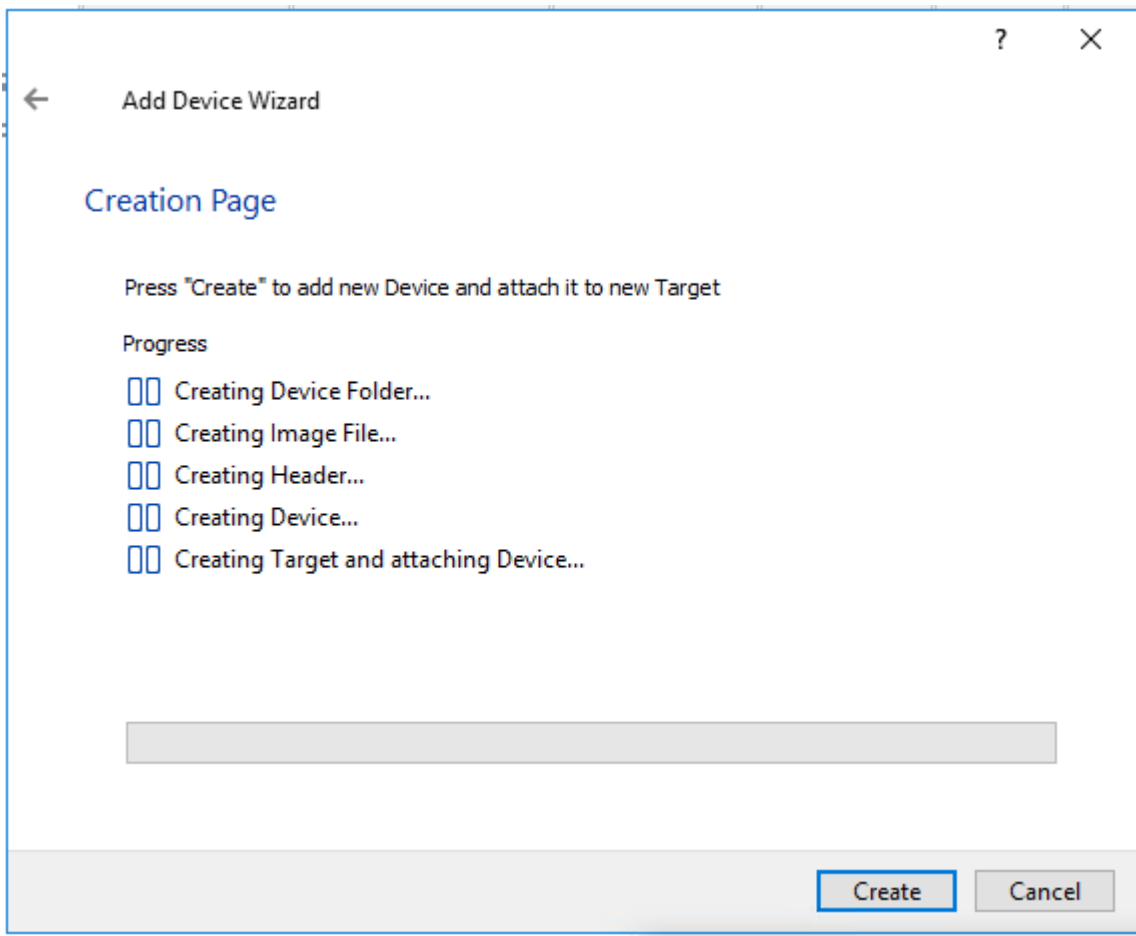 ?
Add Device Wizard
Creation Page
Press "Create" to add new Device and attach it to new Target
Progress
Creating Device Folder...
Creating Image File...
Creating Header...
Creating Device...
Creating Target and attaching Device...
Create Cancel